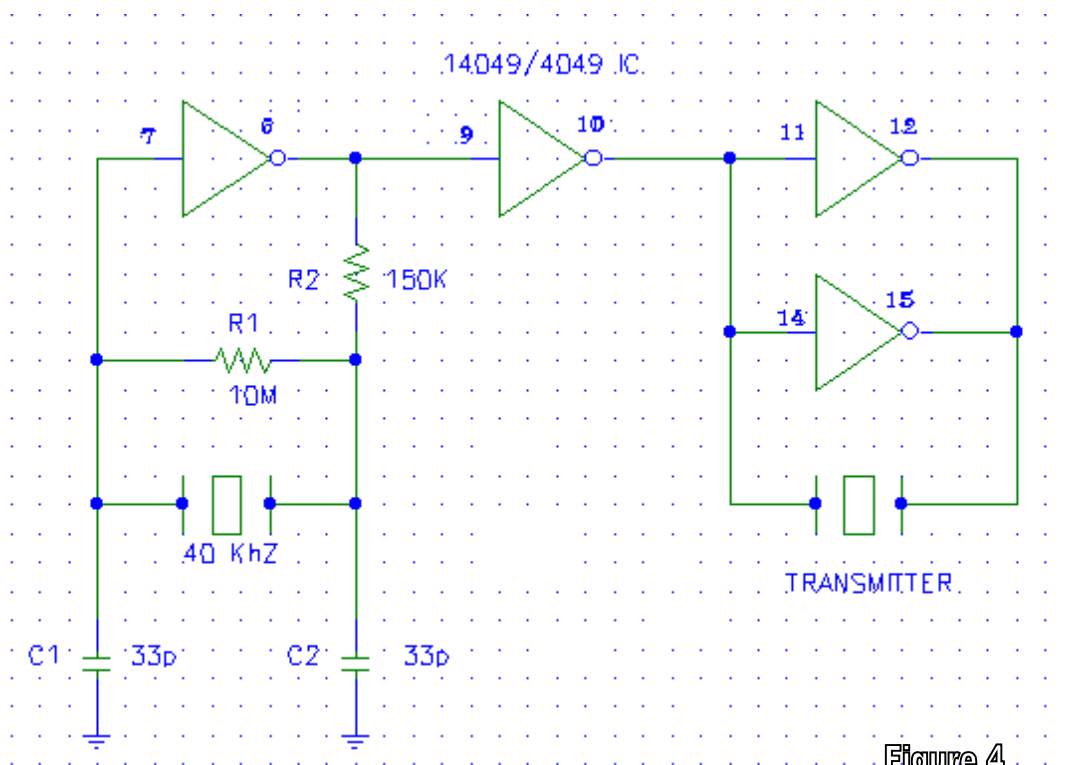 14049/4049 IC
7
6
9
10
11
12
R2
150K
14
15
R1
10M
40 KhZ
TRANSMITTER
C1
33p
C2
33p
Figure 4